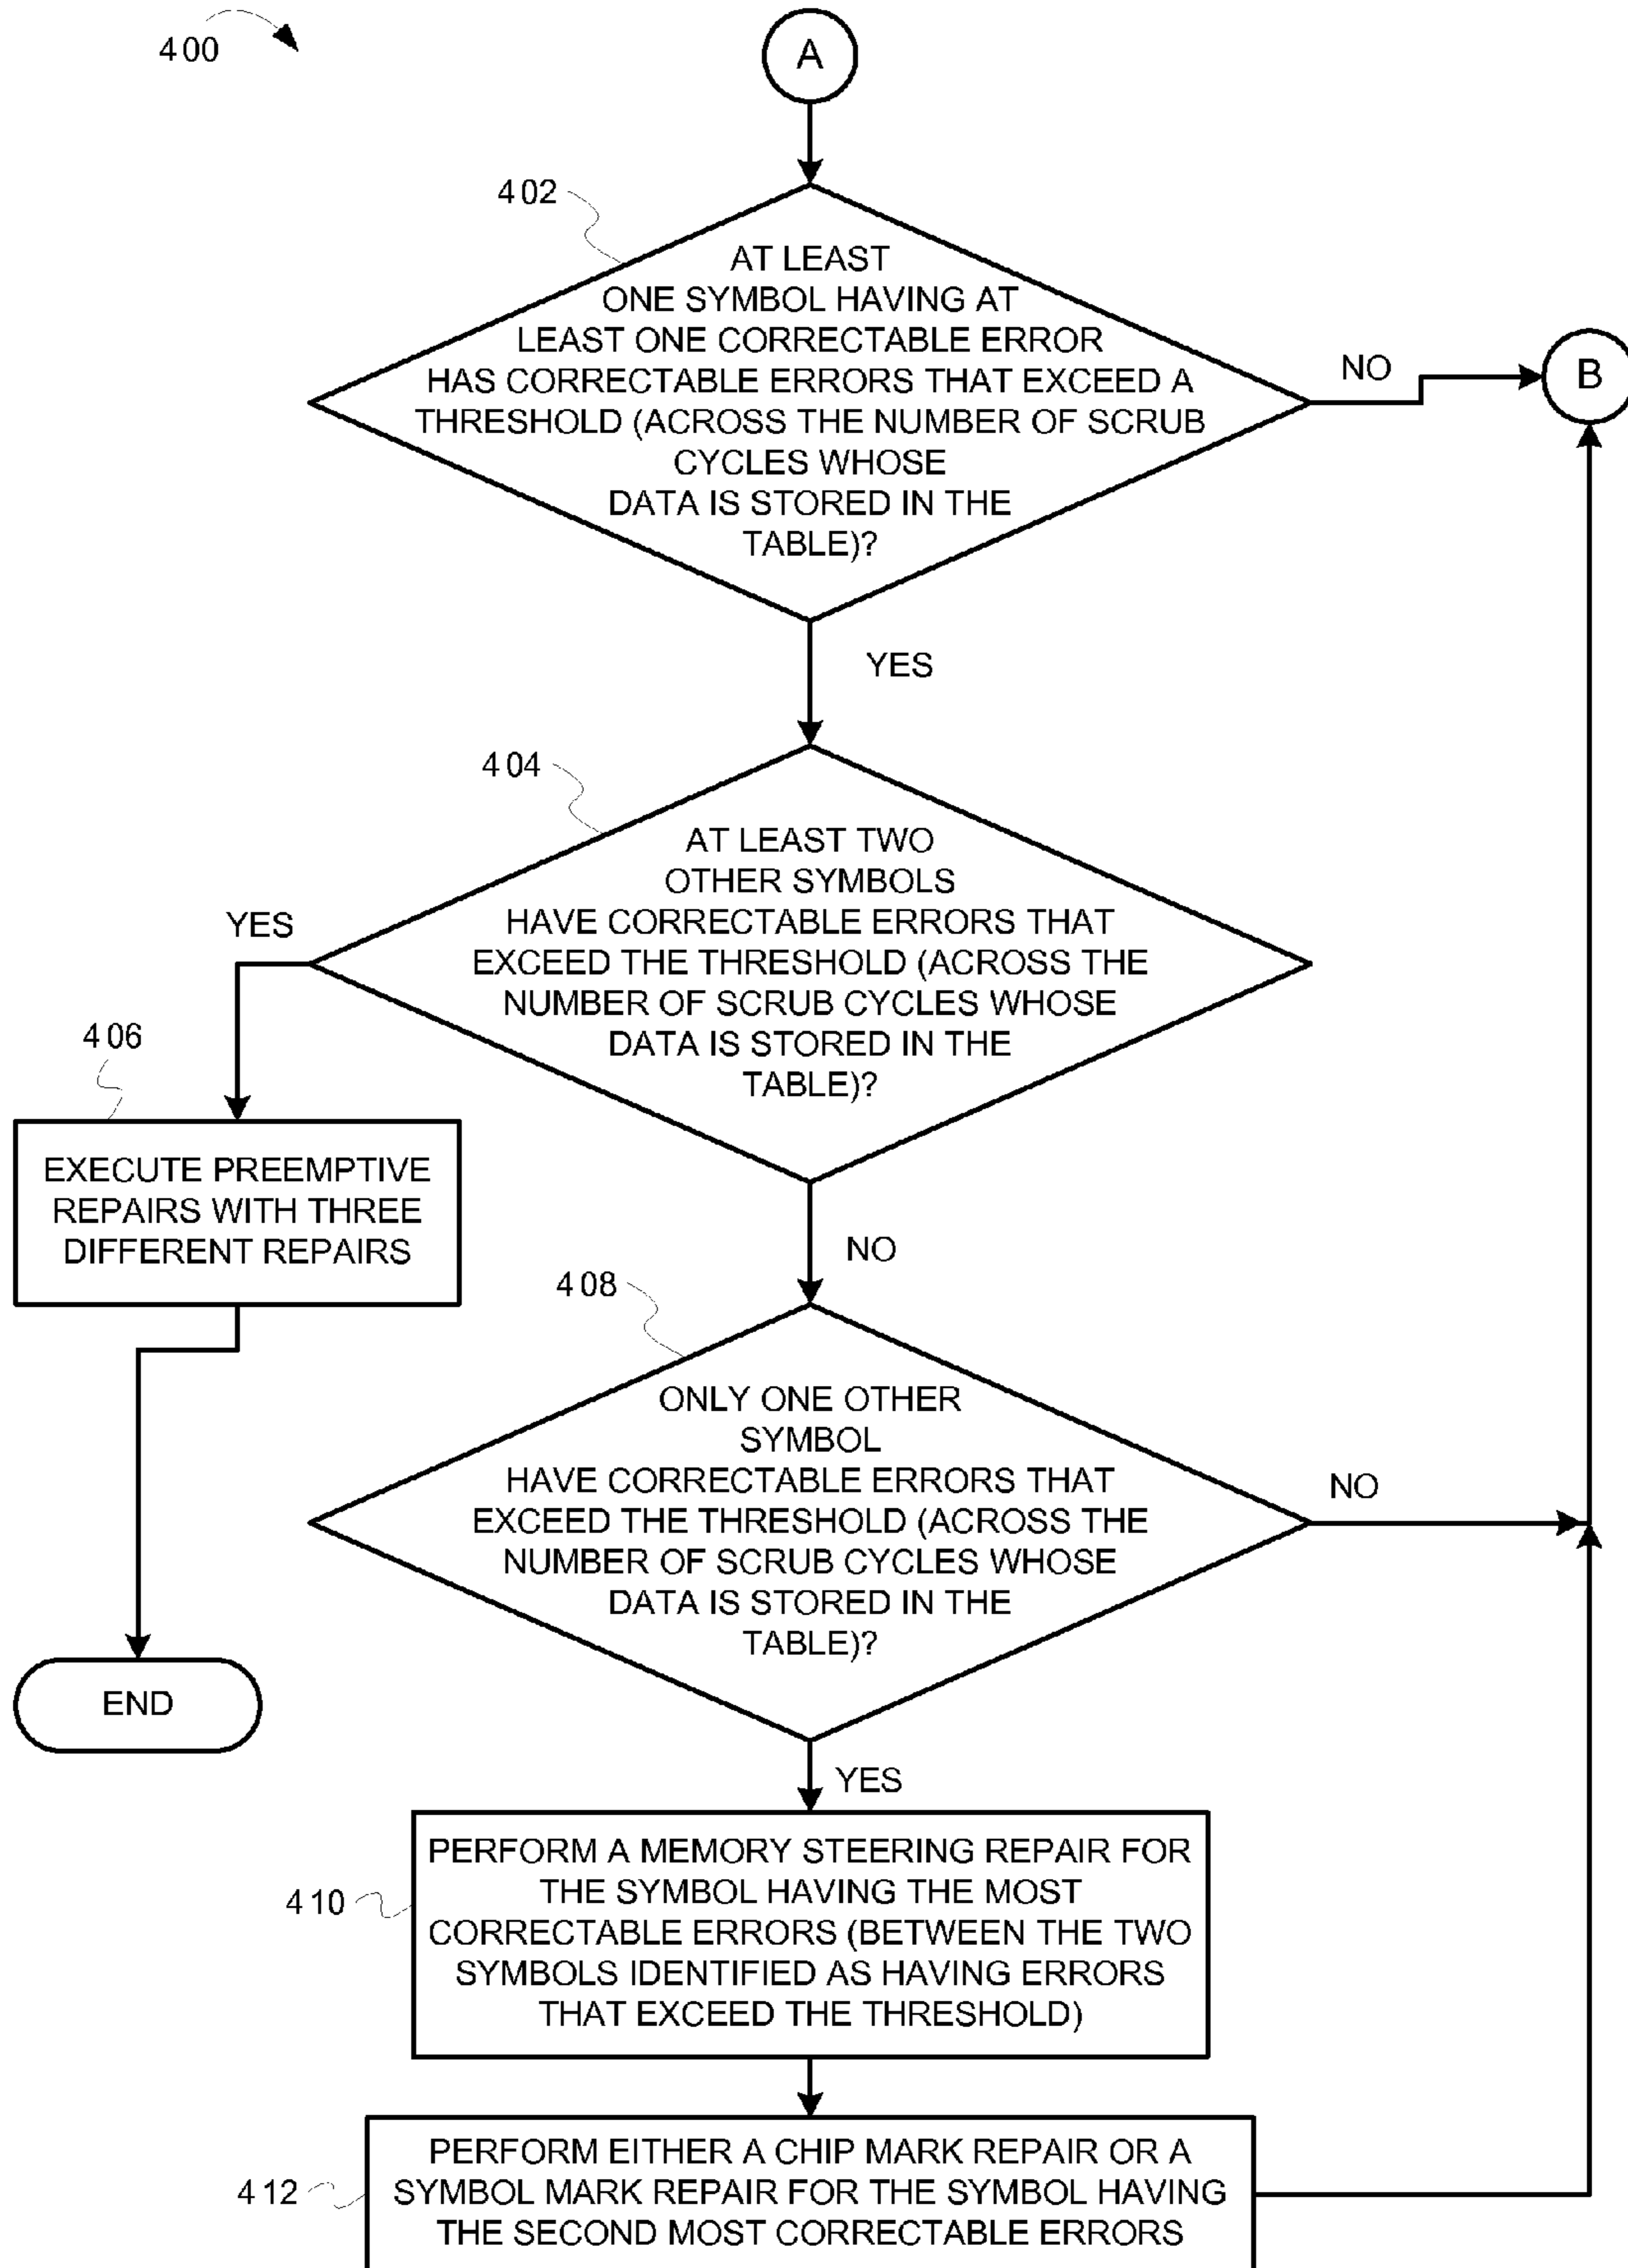 400
A
402
AT LEAST
ONE SYMBOL HAVING AT
LEAST ONE CORRECTABLE ERROR
HAS CORRECTABLE ERRORS THAT EXCEED A
THRESHOLD (ACROSS THE NUMBER OF SCRUB
CYCLES WHOSE
DATA IS STORED IN THE
TABLE)?
NO
B
YES
404
AT LEAST TWO
OTHER SYMBOLS
HAVE CORRECTABLE ERRORS THAT
EXCEED THE THRESHOLD (ACROSS THE
NUMBER OF SCRUB CYCLES WHOSE
DATA IS STORED IN THE
TABLE)?
YES
406
EXECUTE PREEMPTIVE
REPAIRS WITH THREE
DIFFERENT REPAIRS
END
NO
408
ONLY ONE OTHER
SYMBOL
HAVE CORRECTABLE ERRORS THAT
EXCEED THE THRESHOLD (ACROSS THE
NUMBER OF SCRUB CYCLES WHOSE
DATA IS STORED IN THE
TABLE)?
NO
YES
410
PERFORM A MEMORY STEERING REPAIR FOR
THE SYMBOL HAVING THE MOST
CORRECTABLE ERRORS (BETWEEN THE TWO
SYMBOLS IDENTIFIED AS HAVING ERRORS
THAT EXCEED THE THRESHOLD)
412
PERFORM EITHER A CHIP MARK REPAIR OR A
SYMBOL MARK REPAIR FOR THE SYMBOL HAVING
THE SECOND MOST CORRECTABLE ERRORS